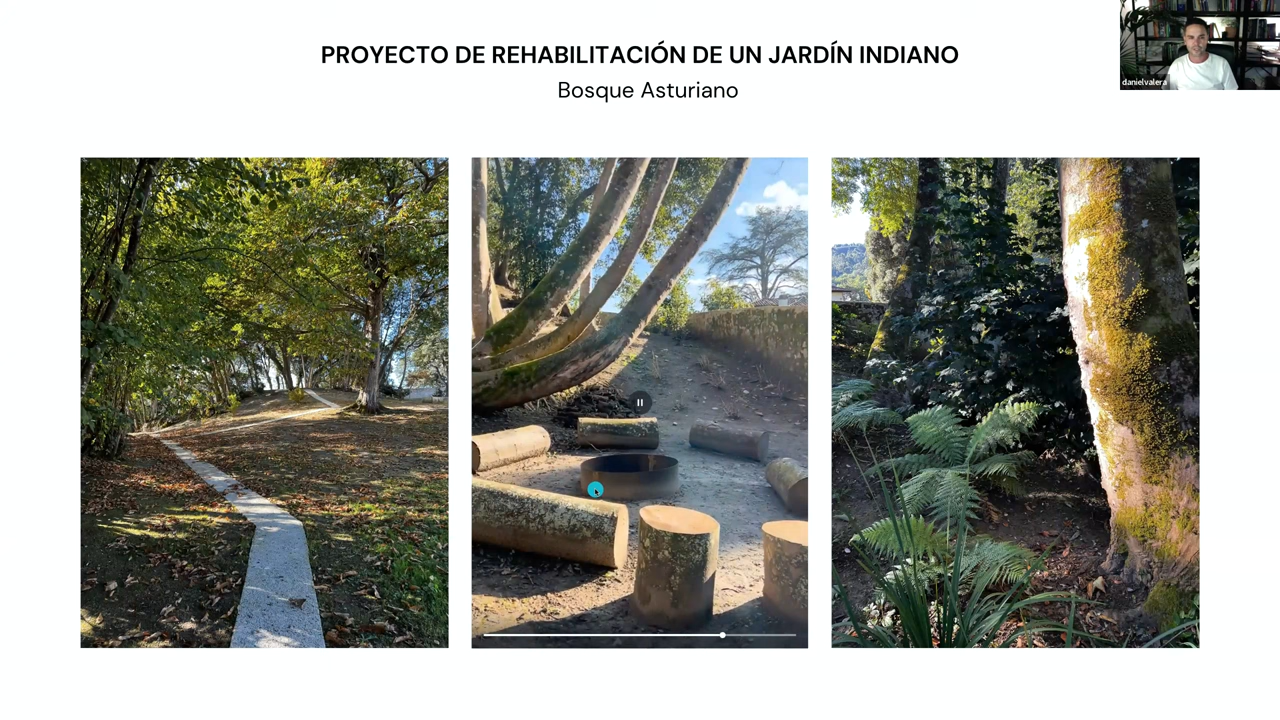 PROYECTO DE REHABILITACIÓN DE UN JARDÍN INDIANO
Bosque Asturiano
danielvalera